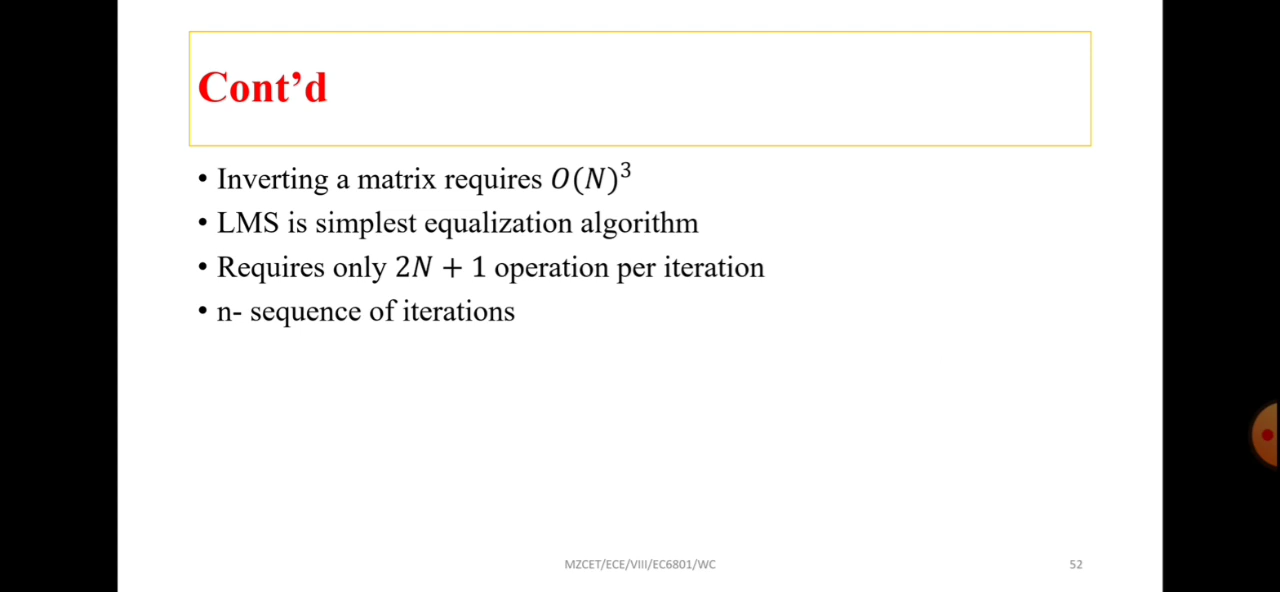 Cont’d
• Inverting a matrix requires O(N)³
• LMS is simplest equalization algorithm
• Requires only 2N + 1 operation per iteration
• n- sequence of iterations
MZCET/ECE/VIII/EC6801/WC
52